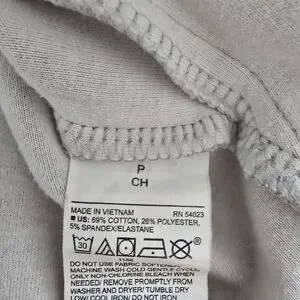 P
CH
MADE IN VIETNAM RN 54023
■ US: 69% COTTON, 26% POLYESTER,
5% SPANDEX/ELASTANE
30
1166
DO NOT USE FABRIC SOFTENER
MACHINE WASH COLD GENTLE CYCLE
ONLY NON-CHLORINE BLEACH WHEN
NEEDED/ REMOVE PROMPTLY FROM
WASHER AND DRYER/ TUMBLE DRY
LOW/ COOL IRON/ DO NOT IRON